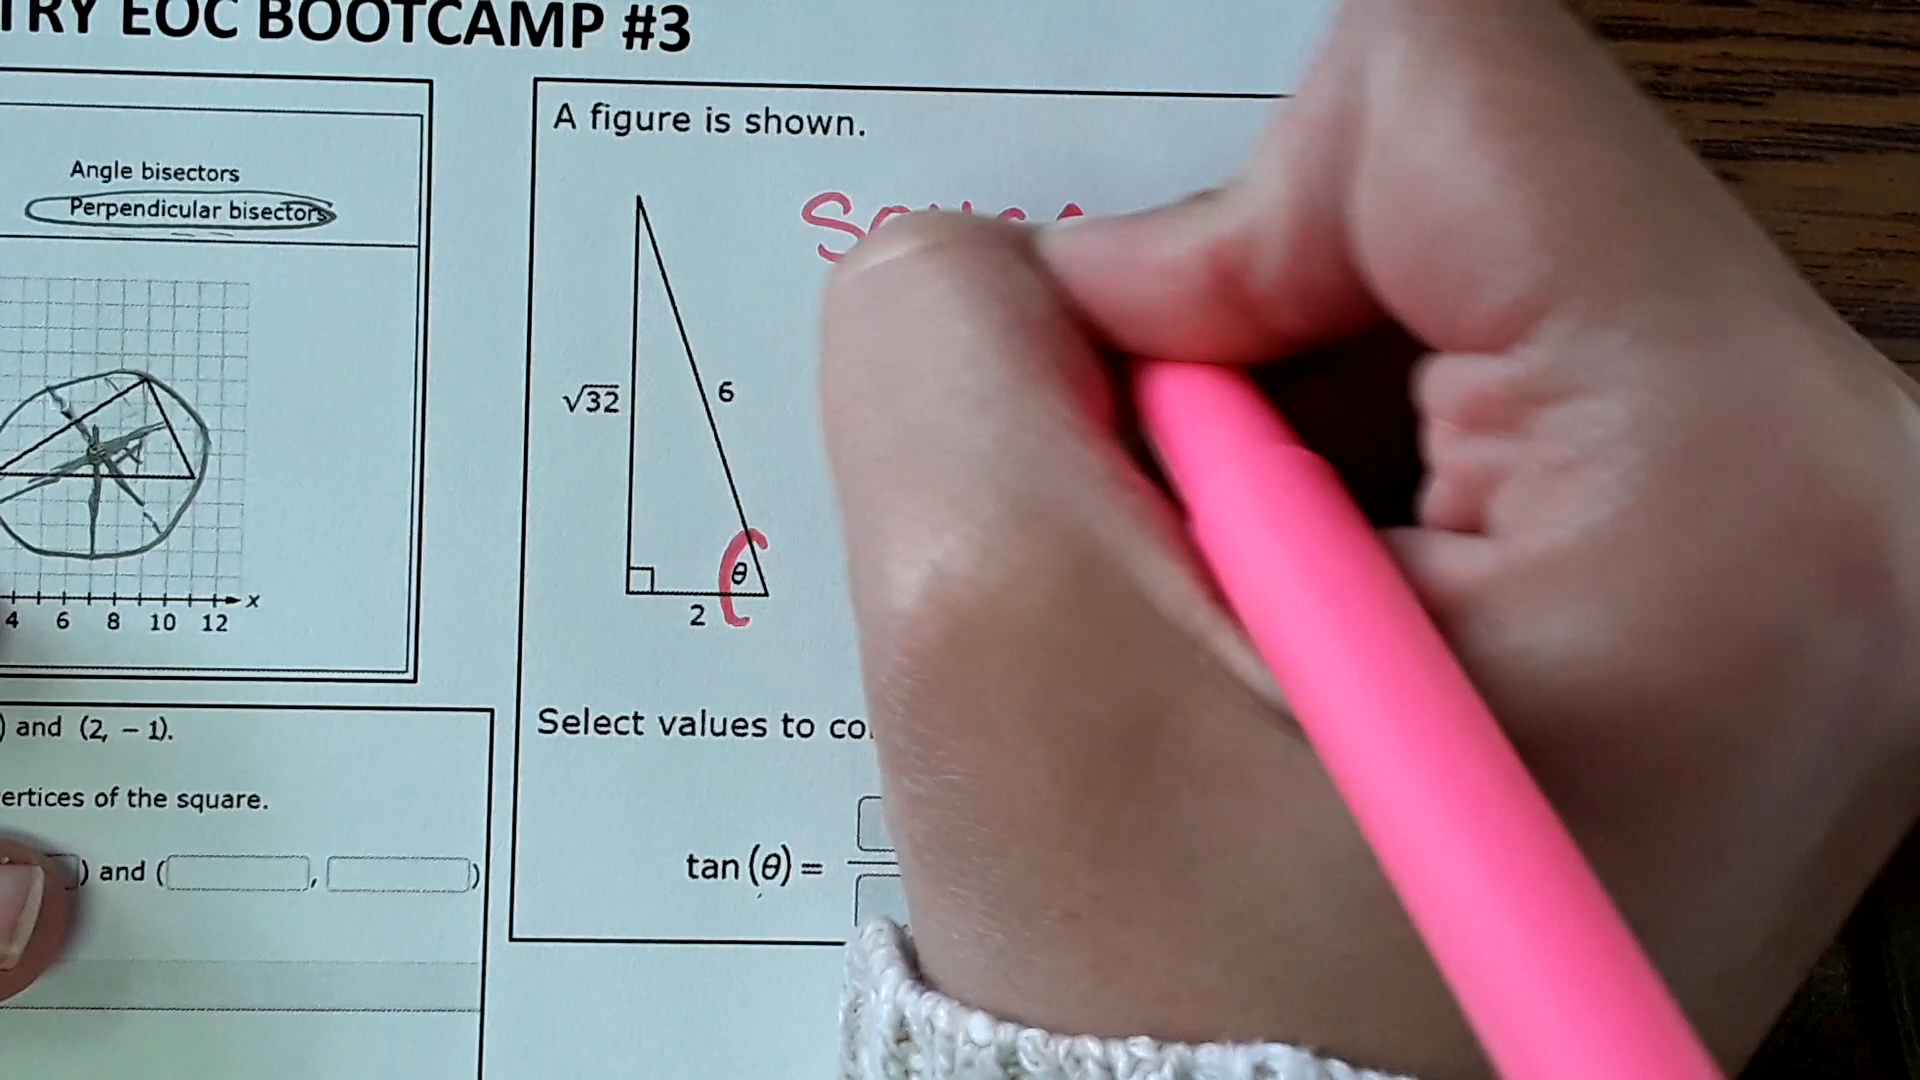 TRY EOC BOOTCAMP #3
Angle bisectors
Perpendicular bisectors
4 6 8 10 12 x
) and (2, – 1).
ertices of the square.
) and ( , )
A figure is shown.
√32
6
θ
2
Select values to co
tan (θ) =